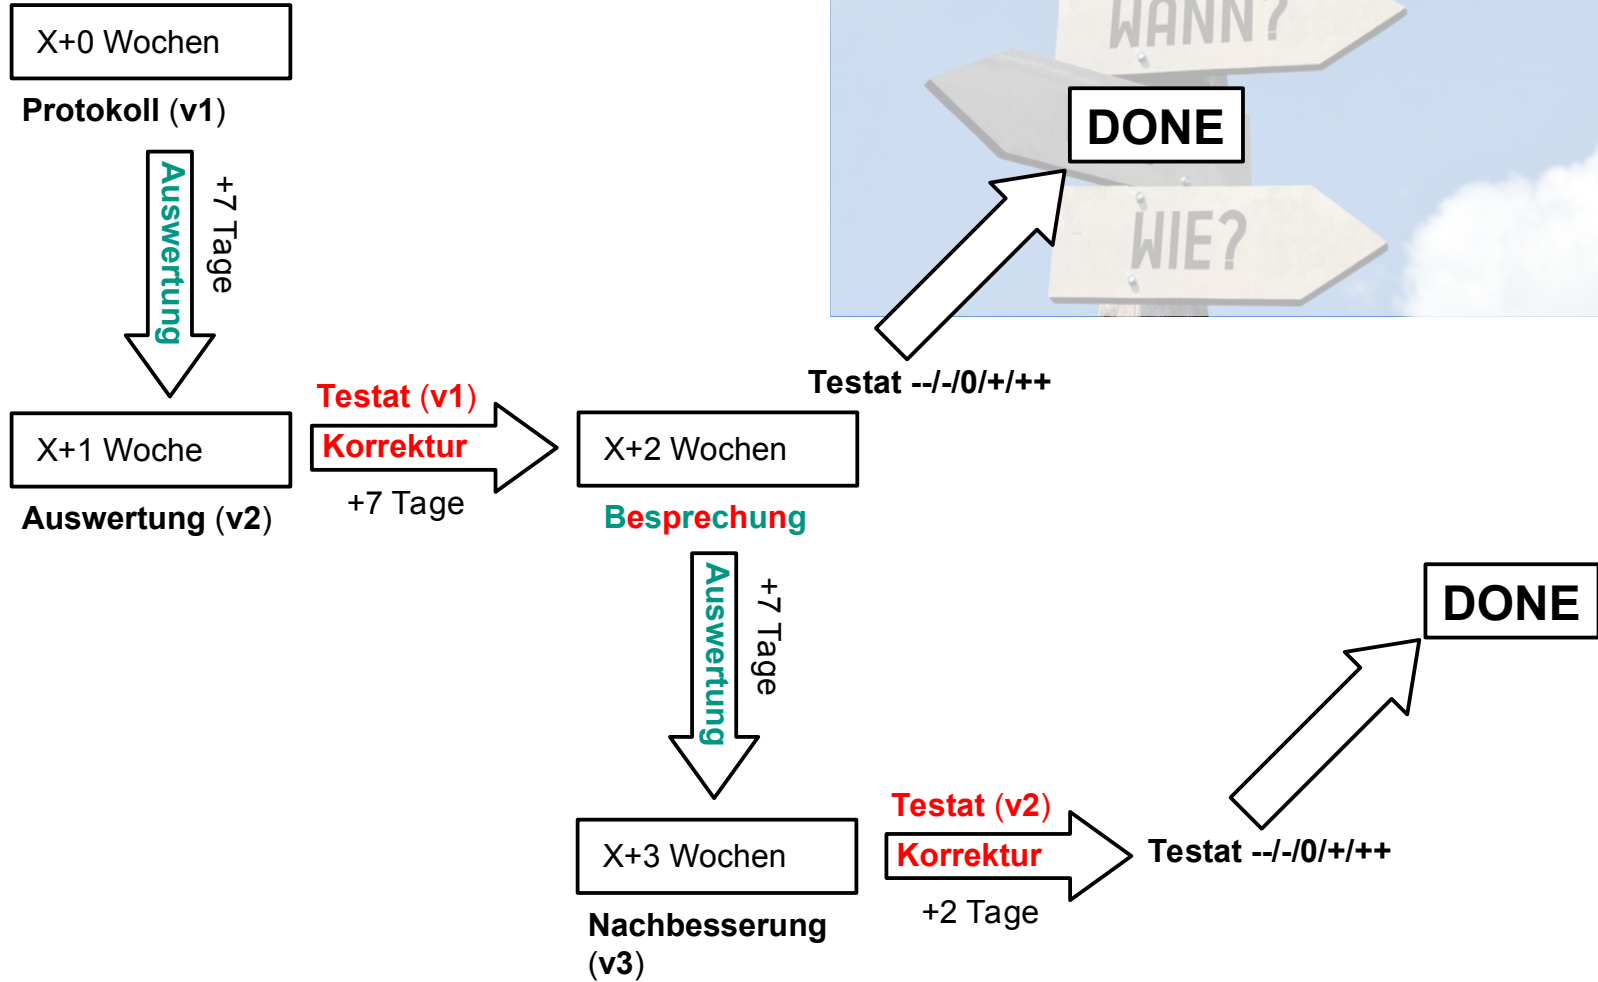 X+0 Wochen
Protokoll (v1)
Auswertung
+7 Tage
WANN?
DONE
WIE?
Testat --/-/0/+/++
X+1 Woche
Auswertung (v2)
Testat (v1)
Korrektur
+7 Tage
X+2 Wochen
Besprechung
Auswertung
+7 Tage
DONE
X+3 Wochen
Nachbesserung
(v3)
Testat (v2)
Korrektur
+2 Tage
Testat --/-/0/+/++